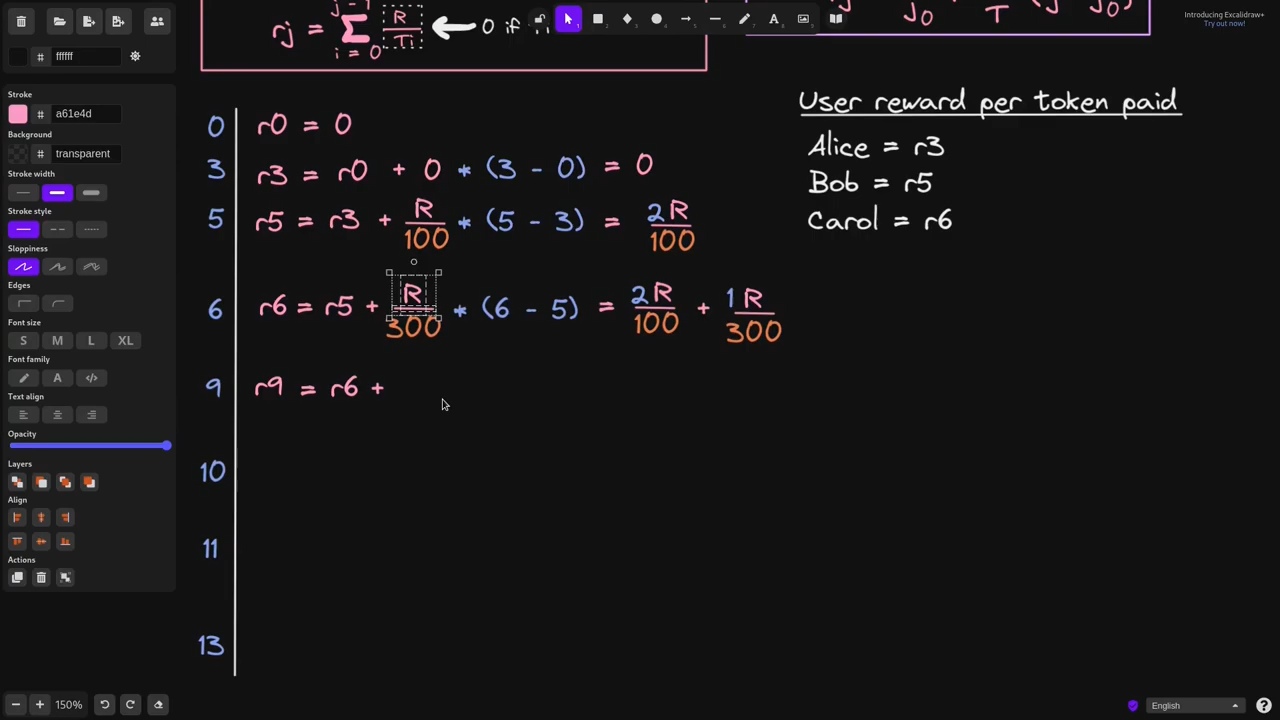 Introducing Excalidraw+
Try out now!
# ffffff
Stroke
# a61e4d
Background
# transparent
Stroke width
Stroke style
Sloppiness
Edges
Font size
S M L XL
Font family
A </>
Text align
Opacity
Layers
Align
Actions
150%
English
rj = Σ R
i = 0 Ti
0 if
T
User reward per token paid
Alice = r3
Bob = r5
Carol = r6
0 r0 = 0
3 r3 = r0 + 0 * (3 - 0) = 0
5 r5 = r3 + R/100 * (5 - 3) = 2R/100
6 r6 = r5 + R/300 * (6 - 5) = 2R/100 + 1R/300
9 r9 = r6 +
10
11
13